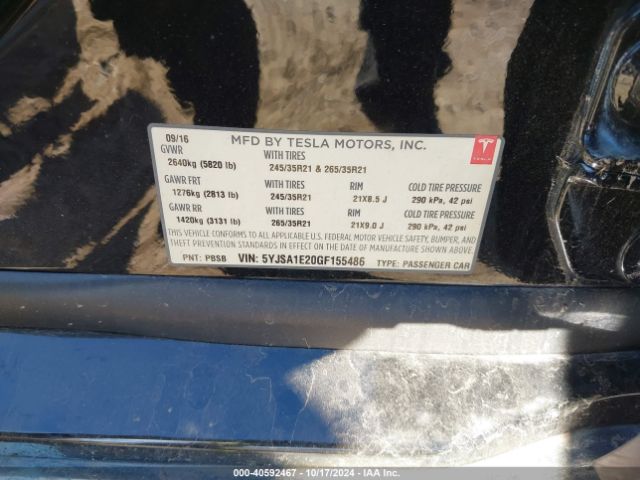 09/16 MFD BY TESLA MOTORS, INC.
GVWR WITH TIRES
2640kg (5820 lb) 245/35R21 & 265/35R21
GAWR FRT WITH TIRES RIM COLD TIRE PRESSURE
1276kg (2813 lb) 245/35R21 21X8.5 J 290 kPa, 42 psi
GAWR RR WITH TIRES RIM COLD TIRE PRESSURE
1420kg (3131 lb) 265/35R21 21X9.0 J 290 kPa, 42 psi
THIS VEHICLE CONFORMS TO ALL APPLICABLE U.S. FEDERAL MOTOR VEHICLE SAFETY, BUMPER, AND
THEFT PREVENTION STANDARDS IN EFFECT ON THE DATE OF MANUFACTURE SHOWN ABOVE.
PNT: PBSB VIN: 5YJSA1E20GF155486 TYPE: PASSENGER CAR
000-40592467 - 10/17/2024 - IAA Inc.